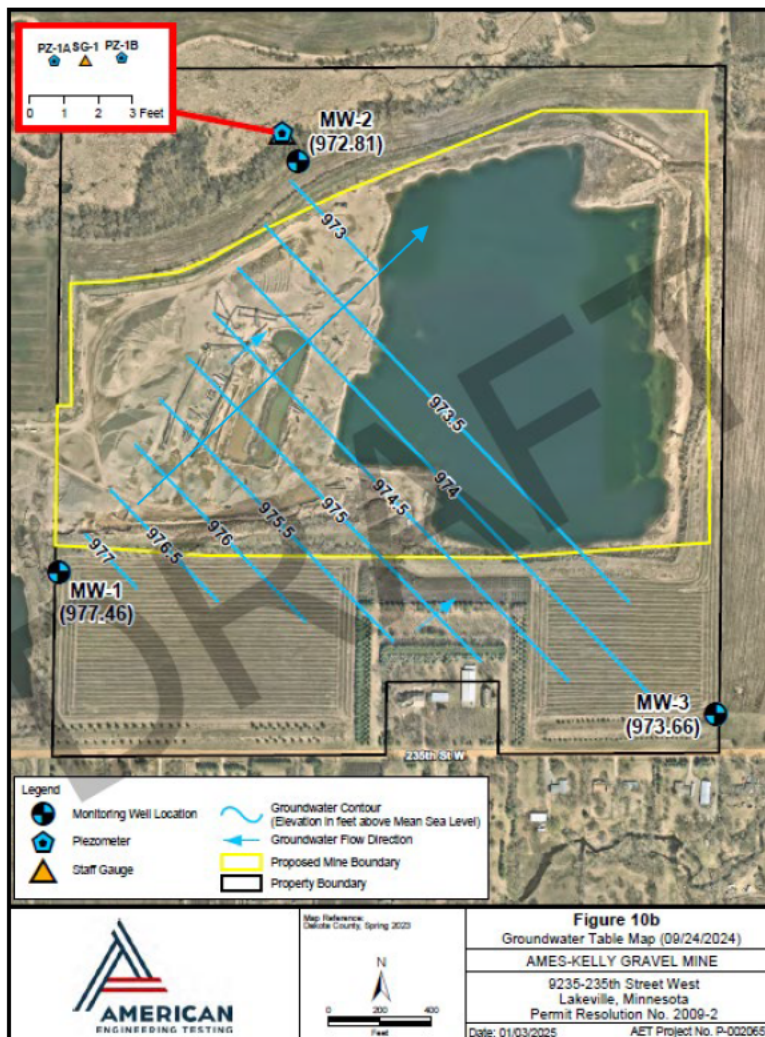 PZ-1A SG-1 PZ-1B
0 1 2 3 Feet
MW-2
(972.81)
973
973.5
974
974.5
975
975.5
976
976.5
977
MW-1
(977.46)
MW-3
(973.66)
235th St W
DRAFT
Legend
Monitoring Well Location
Piezometer
Staff Gauge
Groundwater Contour
(Elevation in feet above Mean Sea Level)
Groundwater Flow Direction
Proposed Mine Boundary
Property Boundary
AMERICAN
ENGINEERING TESTING
Map Reference:
Dakota County, Spring 2023
N
0 200 400
Feet
Figure 10b
Groundwater Table Map (09/24/2024)
AMES-KELLY GRAVEL MINE
9235-235th Street West
Lakeville, Minnesota
Permit Resolution No. 2009-2
Date: 01/03/2025 AET Project No. P-002065